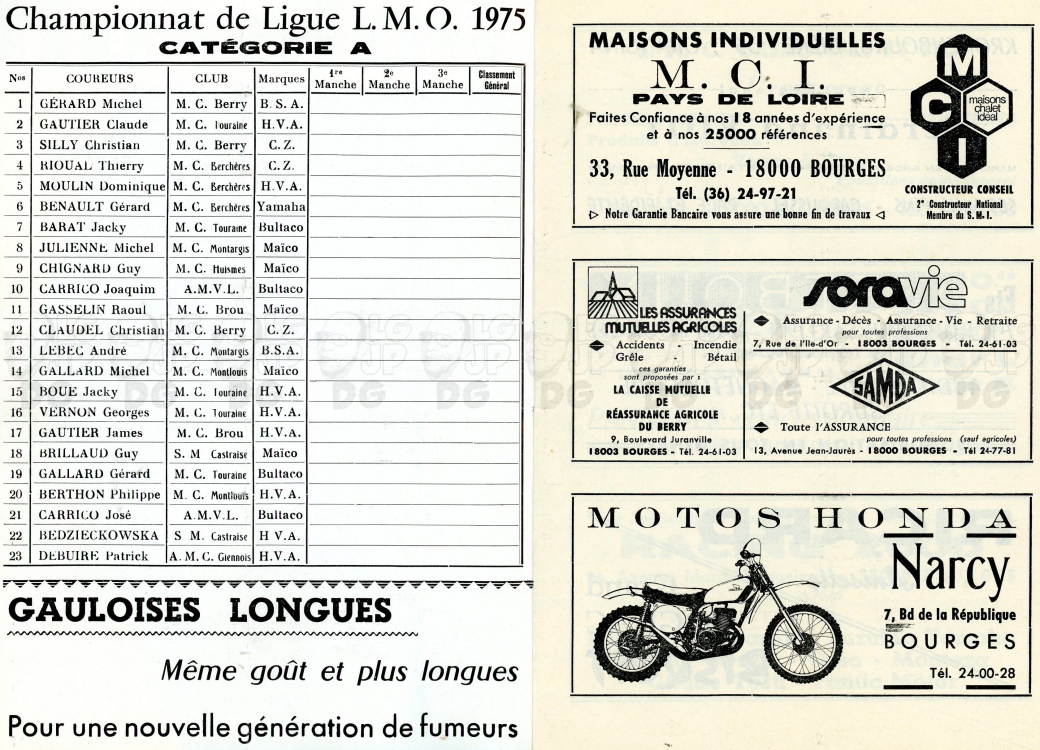 Championnat de Ligue L.M.O. 1975
CATÉGORIE A
Nos COUREURS CLUB Marques 1re Manche 2e Manche 3e Manche Classement Général
1 GÉRARD Michel M. C. Berry B. S. A.
2 GAUTIER Claude M. C. Touraine H.V.A.
3 SILLY Christian M. C. Berry C. Z.
4 RIOUAL Thierry M. C. Berchères C.Z.
5 MOULIN Dominique M. C. Berchères H.V.A.
6 BENAULT Gérard M. C. Berchères Yamaha
7 BARAT Jacky M. C. Touraine Bultaco
8 JULIENNE Michel M. C. Montargis Maïco
9 CHIGNARD Guy M. C. Huismes Maïco
10 CARRICO Joaquim A.M.V.L. Bultaco
11 GASSELIN Raoul M. C. Brou Maïco
12 CLAUDEL Christian M. C. Berry C. Z.
13 LEBEC André M. C. Montargis B.S.A.
14 GALLARD Michel M. C. Montlouis Maïco
15 BOUE Jacky M. C. Touraine H.V.A.
16 VERNON Georges M. C. Touraine H.V.A.
17 GAUTIER James M. C. Brou H.V.A.
18 BRILLAUD Guy S. M Castraise Maïco
19 GALLARD Gérard M. C. Touraine Bultaco
20 BERTHON Philippe M. C. Montlouis H.V.A.
21 CARRICO José A.M.V.L. Bultaco
22 BEDZIECKOWSKA S M. Castraise H V.A.
23 DEBUIRE Patrick A. M. C. Giennois H.V.A.
GAULOISES LONGUES
Même goût et plus longues
Pour une nouvelle génération de fumeurs
MAISONS INDIVIDUELLES
M. C. I.
PAYS DE LOIRE
Faites Confiance à nos 18 années d'expérience
et à nos 25000 références
33, Rue Moyenne - 18000 BOURGES
Tél. (36) 24-97-21
Notre Garantie Bancaire vous assure une bonne fin de travaux
M
C
I
maisons
chalet
idéal
CONSTRUCTEUR CONSEIL
2e Constructeur National
Membre du S. M. I.
LES ASSURANCES
MUTUELLES AGRICOLES
Accidents - Incendie
Grêle - Bétail
ces garanties
sont proposées par :
LA CAISSE MUTUELLE
DE
RÉASSURANCE AGRICOLE
DU BERRY
9, Boulevard Juranville
18003 BOURGES - Tél. 24-61-03
soravie
Assurance - Décès - Assurance - Vie - Retraite
pour toutes professions
7, Rue de l'Ile-d'Or - 18003 BOURGES - Tél. 24-61-03
SAMDA
Toute l'ASSURANCE
pour toutes professions (sauf agricoles)
13, Avenue Jean-Jaurès - 18000 BOURGES - Tél 24-77-81
MOTOS HONDA
Narcy
7, Bd de la République
BOURGES
Tél. 24-00-28